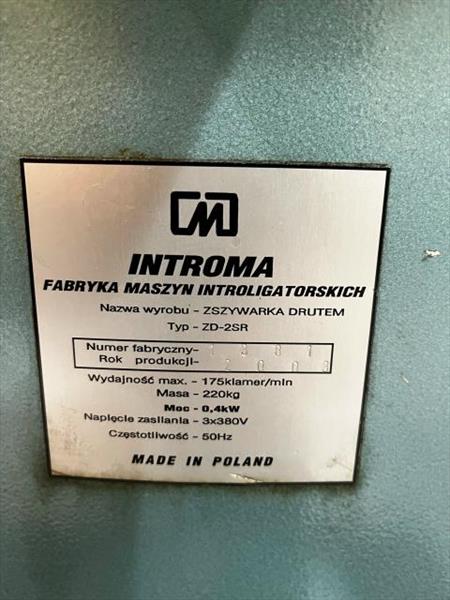 INTROMA
FABRYKA MASZYN INTROLIGATORSKICH
Nazwa wyrobu - ZSZYWARKA DRUTEM
Typ - ZD-2SR
Numer fabryczny-
Rok produkcji-
Wydajność max. - 175klamer/min
Masa - 220kg
Moc - 0,4kW
Napięcie zasilania - 3x380V
Częstotliwość - 50Hz
MADE IN POLAND